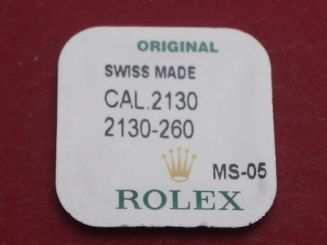 ORIGINAL
SWISS MADE
CAL.2130
2130-260
MS-05
ROLEX